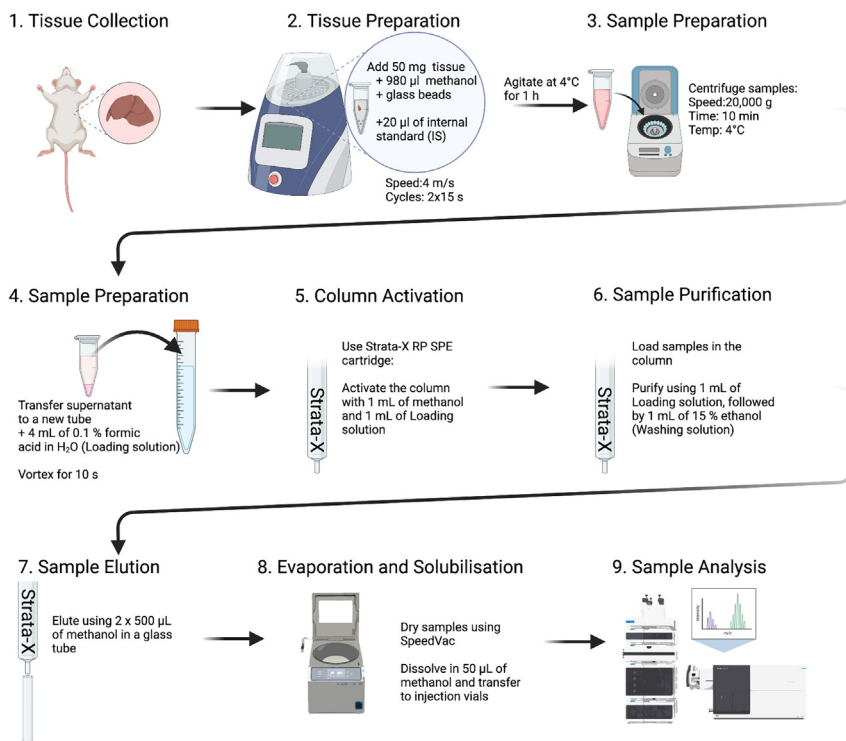 1. Tissue Collection
2. Tissue Preparation
Add 50 mg tissue
+ 980 µl methanol
+ glass beads
+20 µl of internal
standard (IS)
Speed:4 m/s
Cycles: 2x15 s
Agitate at 4°C
for 1 h
3. Sample Preparation
Centrifuge samples:
Speed:20,000 g
Time: 10 min
Temp: 4°C
4. Sample Preparation
Transfer supernatant
to a new tube
+ 4 mL of 0.1 % formic
acid in H₂O (Loading solution)
Vortex for 10 s
5. Column Activation
Strata-X
Use Strata-X RP SPE
cartridge:
Activate the column
with 1 mL of methanol
and 1 mL of Loading
solution
6. Sample Purification
Strata-X
Load samples in the
column
Purify using 1 mL of
Loading solution, followed
by 1 mL of 15 % ethanol
(Washing solution)
7. Sample Elution
Strata-X
Elute using 2 x 500 µL
of methanol in a glass
tube
8. Evaporation and Solubilisation
Dry samples using
SpeedVac
Dissolve in 50 µL of
methanol and transfer
to injection vials
9. Sample Analysis
Intensity
m/z